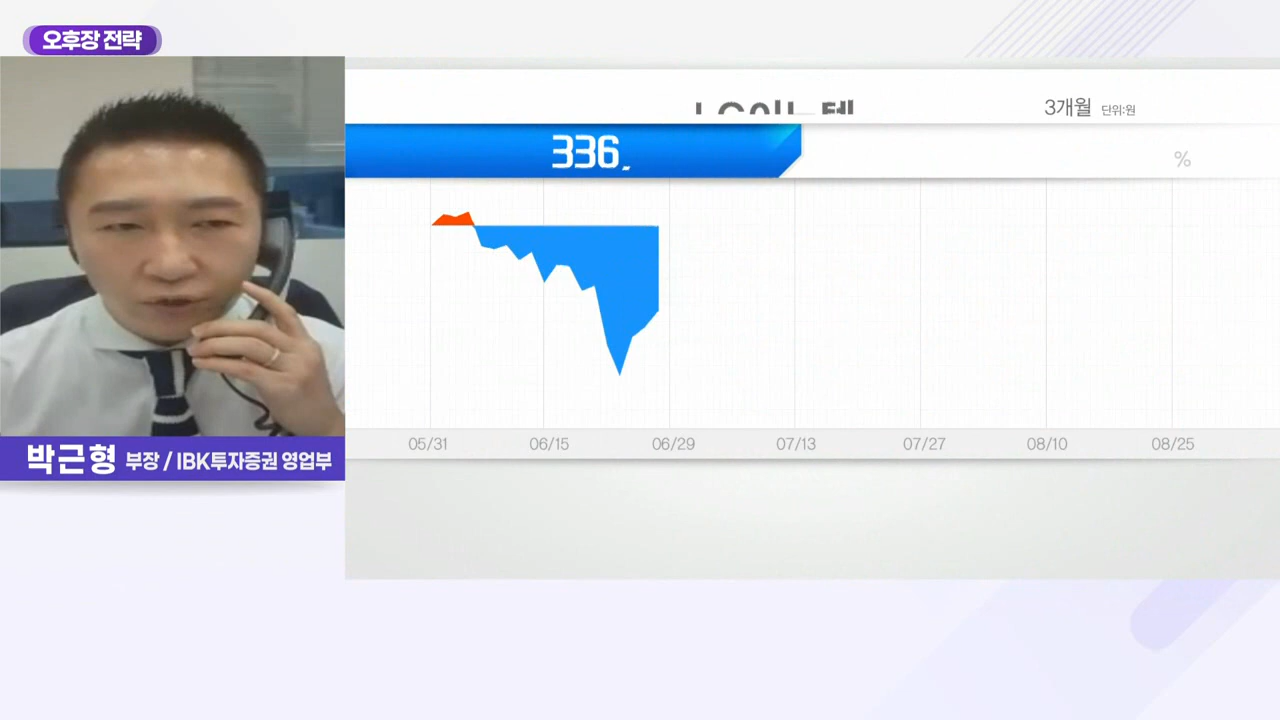 오후장 전략
3개월 단위:원
336
%
05/31 06/15 06/29 07/13 07/27 08/10 08/25
박근형 부장 / IBK투자증권 영업부